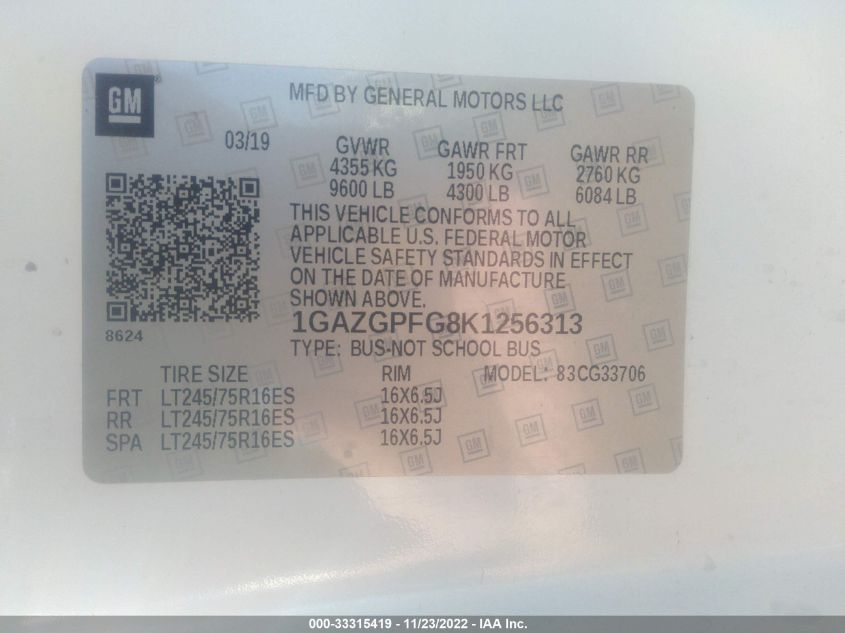 GM
MFD BY GENERAL MOTORS LLC
03/19
GVWR GAWR FRT GAWR RR
4355 KG 1950 KG 2760 KG
9600 LB 4300 LB 6084 LB
THIS VEHICLE CONFORMS TO ALL
APPLICABLE U.S. FEDERAL MOTOR
VEHICLE SAFETY STANDARDS IN EFFECT
ON THE DATE OF MANUFACTURE
SHOWN ABOVE.
1GAZGPFG8K1256313
8624
TYPE: BUS-NOT SCHOOL BUS
TIRE SIZE RIM MODEL: 83CG33706
FRT LT245/75R16ES 16X6.5J
RR LT245/75R16ES 16X6.5J
SPA LT245/75R16ES 16X6.5J
000-33315419 - 11/23/2022 - IAA Inc.